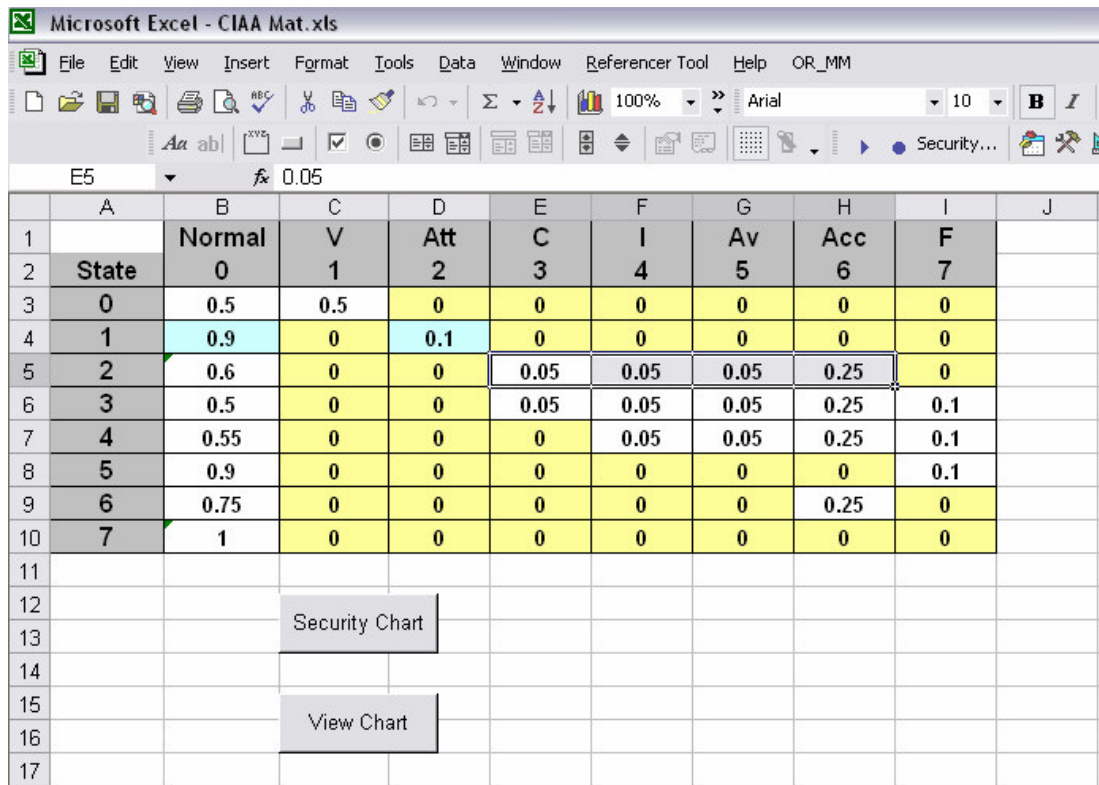 Microsoft Excel - CIAA Mat.xls
File Edit View Insert Format Tools Data Window Referencer Tool Help OR_MM
ABC Σ A Z 100% » Arial 10 B I
Aa ab| XYZ Security...
E5 fx 0.05
A B C D E F G H I J
1 Normal V Att C I Av Acc F
2 State 0 1 2 3 4 5 6 7
3 0 0.5 0.5 0 0 0 0 0 0
4 1 0.9 0 0.1 0 0 0 0 0
5 2 0.6 0 0 0.05 0.05 0.05 0.25 0
6 3 0.5 0 0 0.05 0.05 0.05 0.25 0.1
7 4 0.55 0 0 0 0.05 0.05 0.25 0.1
8 5 0.9 0 0 0 0 0 0 0.1
9 6 0.75 0 0 0 0 0 0.25 0
10 7 1 0 0 0 0 0 0 0
11
12
Security Chart
13
14
15
View Chart
16
17